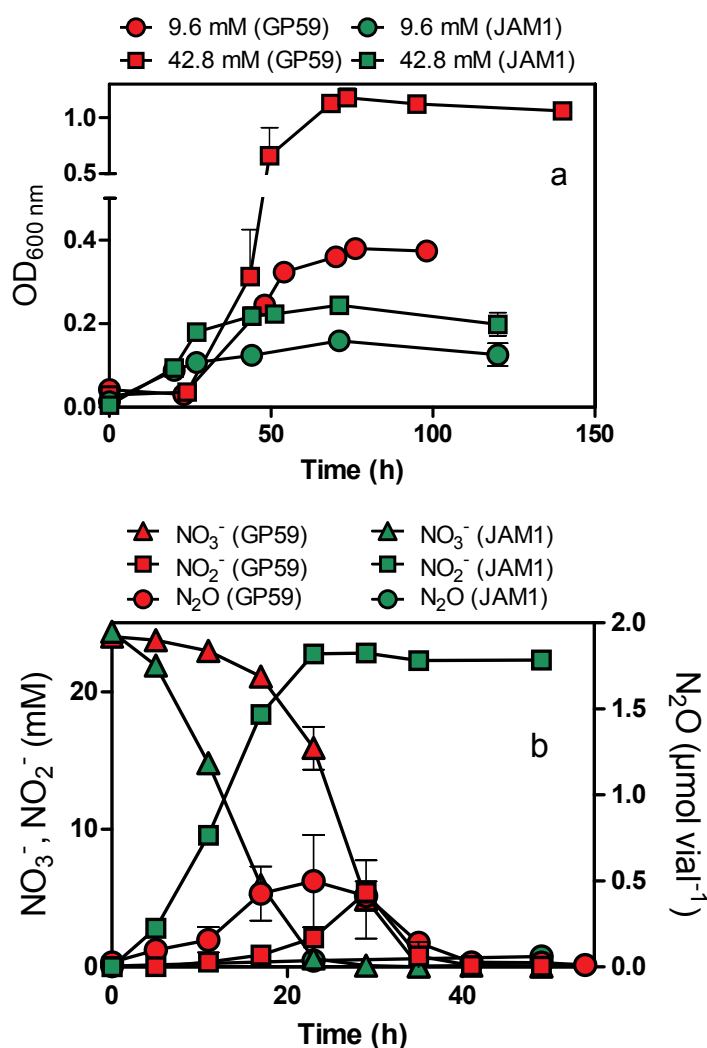 9.6 mM (GP59) 9.6 mM (JAM1)
42.8 mM (GP59) 42.8 mM (JAM1)
1.0
0.5
a
0.4
0.2
0.0
OD600 nm
0 50 100 150
Time (h)
NO3- (GP59) NO3- (JAM1)
NO2- (GP59) NO2- (JAM1)
N2O (GP59) N2O (JAM1)
20
10
0
NO3-, NO2- (mM)
b
2.0
1.5
1.0
0.5
0.0
N2O (µmol vial-1)
0 20 40
Time (h)